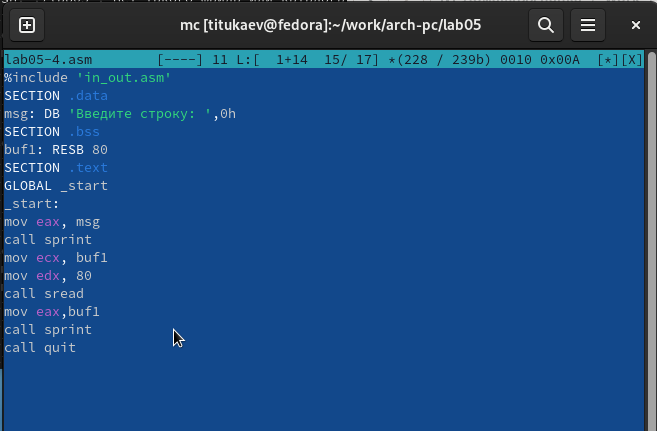 mc [titukaev@fedora]:~/work/arch-pc/lab05
lab05-4.asm [----] 11 L:[ 1+14 15/ 17] *(228 / 239b) 0010 0x00A [*][X]
%include 'in_out.asm'
SECTION .data
msg: DB 'Введите строку: ',0h
SECTION .bss
buf1: RESB 80
SECTION .text
GLOBAL _start
_start:
mov eax, msg
call sprint
mov ecx, buf1
mov edx, 80
call sread
mov eax,buf1
call sprint
call quit